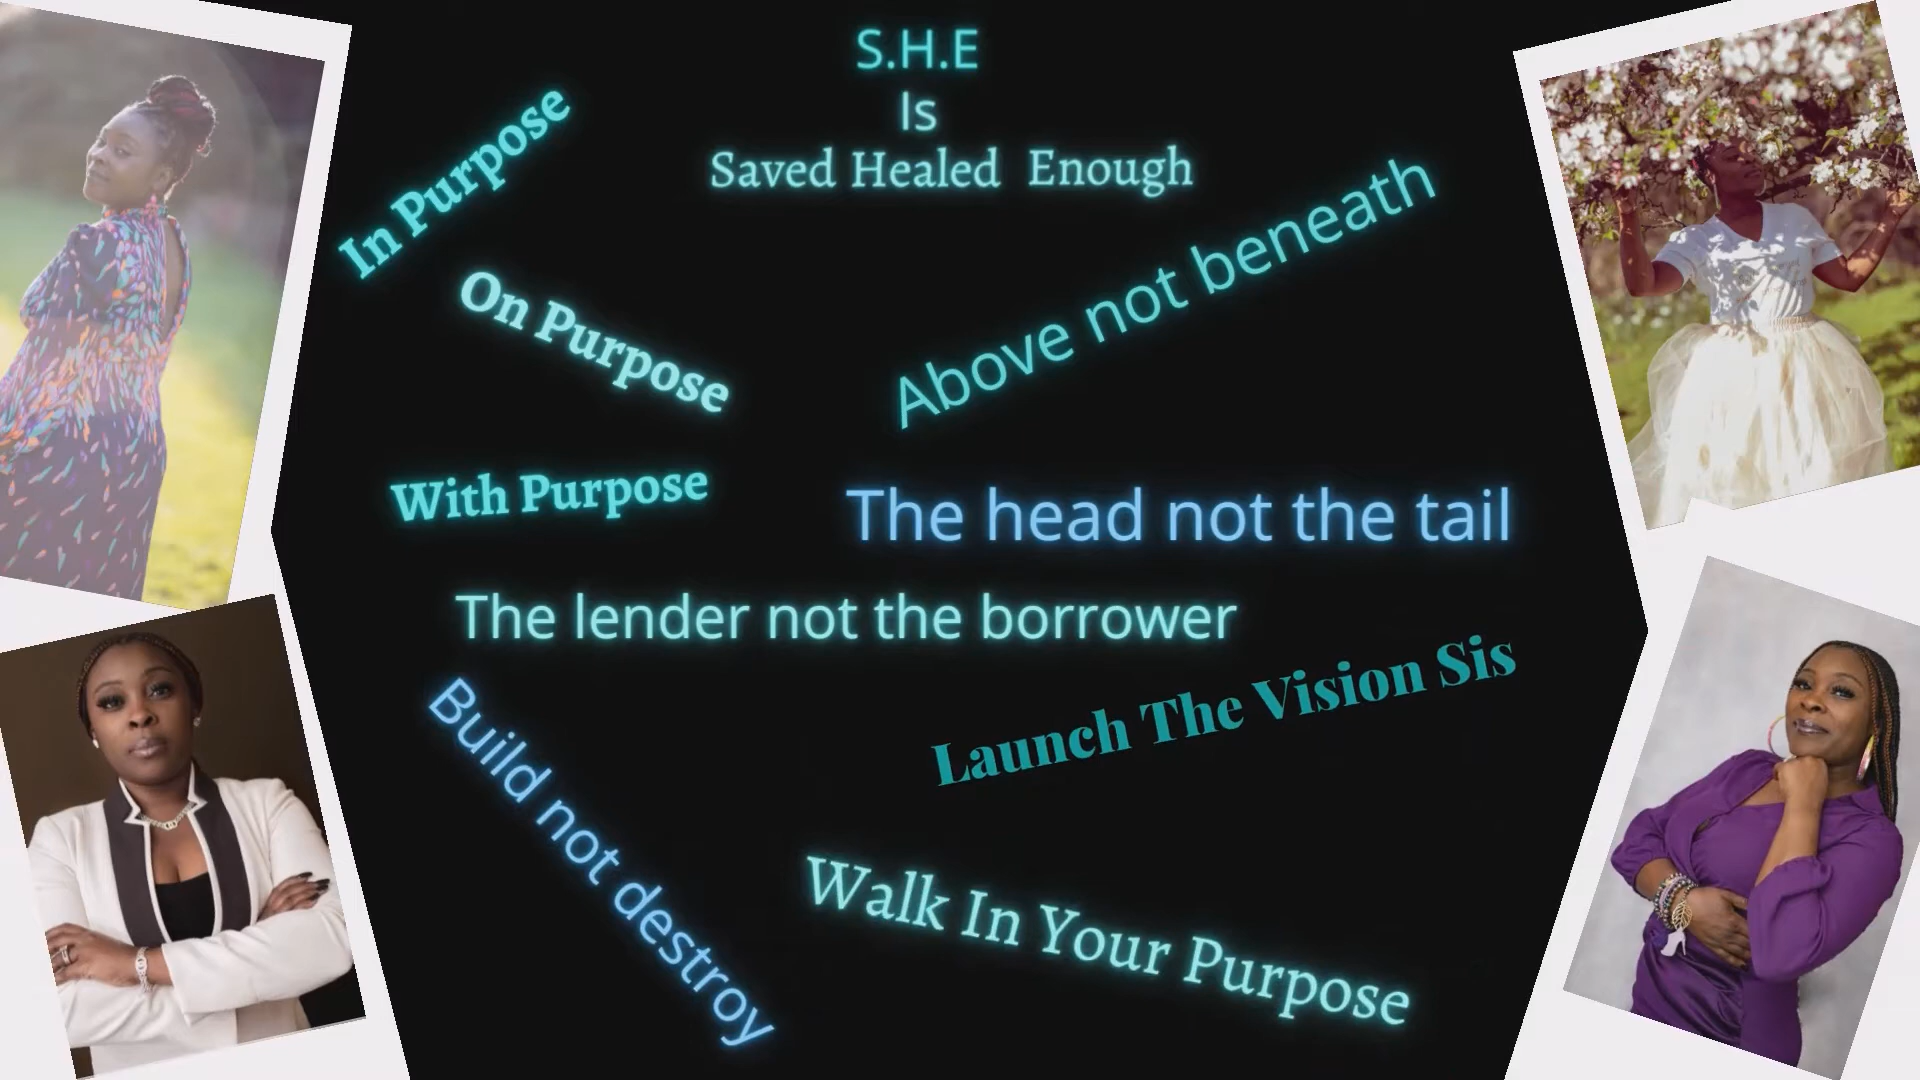 S.H.E
Is
Saved Healed Enough
In Purpose
On Purpose
Above not beneath
With Purpose
The head not the tail
The lender not the borrower
Launch The Vision Sis
Build not destroy
Walk In Your Purpose